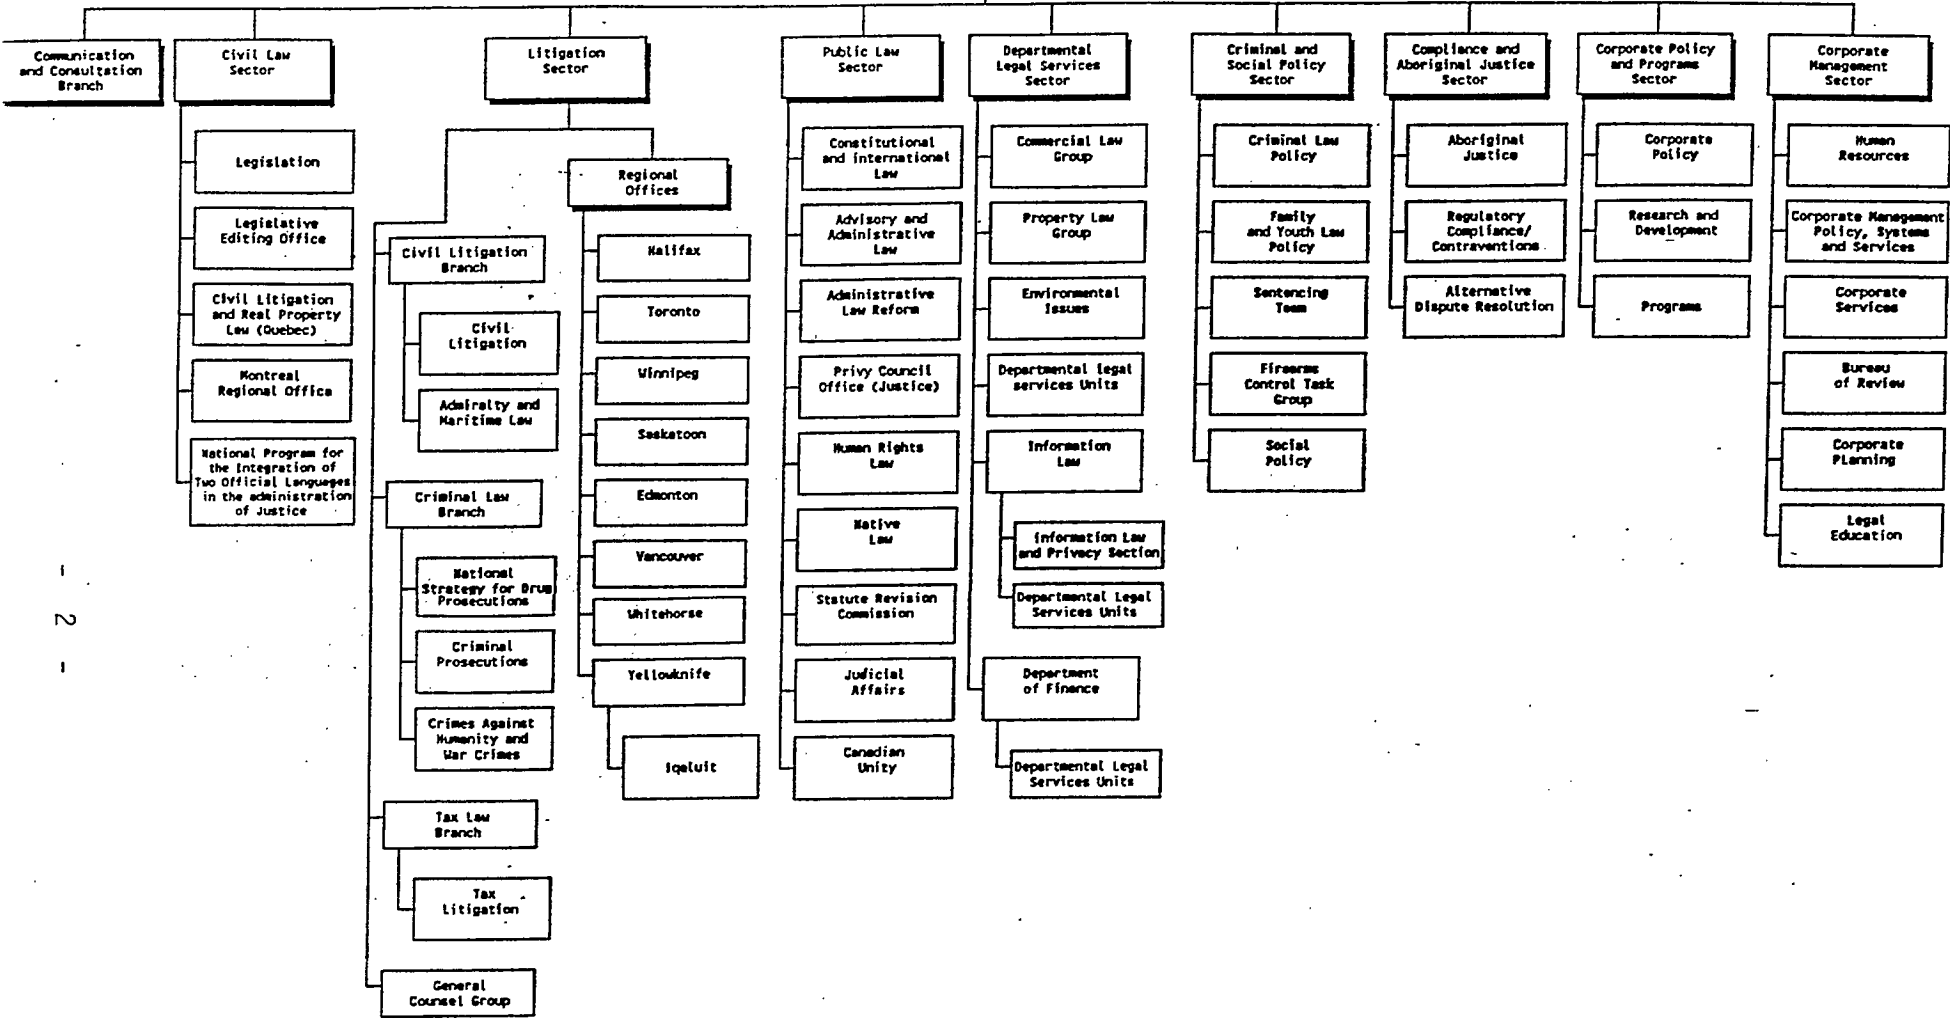 Communication
and Consultation
Branch
Civil Law
Sector
Legislation
Legislative
Editing Office
Civil Litigation
and Real Property
Law (Quebec)
Montreal
Regional Office
National Program for
the Integration of
Two Official Languages
in the administration
of Justice
Litigation
Sector
Civil Litigation
Branch
Civil
Litigation
Admiralty and
Maritime Law
Criminal Law
Branch
National
Strategy for Drug
Prosecutions
Criminal
Prosecutions
Crimes Against
Humanity and
War Crimes
Tax Law
Branch
Tax
Litigation
General
Counsel Group
Regional
Offices
Halifax
Toronto
Winnipeg
Saskatoon
Edmonton
Vancouver
Whitehorse
Yellowknife
Iqaluit
Public Law
Sector
Constitutional
and international
Law
Advisory and
Administrative
Law
Administrative
Law Reform
Privy Council
Office (Justice)
Human Rights
Law
Native
Law
Statute Revision
Commission
Judicial
Affairs
Canadian
Unity
Departmental
Legal Services
Sector
Commercial Law
Group
Property Law
Group
Environmental
Issues
Departmental legal
services Units
Information
Law
Information Law
and Privacy Section
Departmental Legal
Services Units
Department
of Finance
Departmental Legal
Services Units
Criminal and
Social Policy
Sector
Criminal Law
Policy
Family
and Youth Law
Policy
Sentencing
Team
Firearms
Control Task
Group
Social
Policy
Compliance and
Aboriginal Justice
Sector
Aboriginal
Justice
Regulatory
Compliance/
Contraventions
Alternative
Dispute Resolution
Corporate Policy
and Programs
Sector
Corporate
Policy
Research and
Development
Programs
Corporate
Management
Sector
Human
Resources
Corporate Management
Policy, Systems
and Services
Corporate
Services
Bureau
of Review
Corporate
Planning
Legal
Education
- 2 -